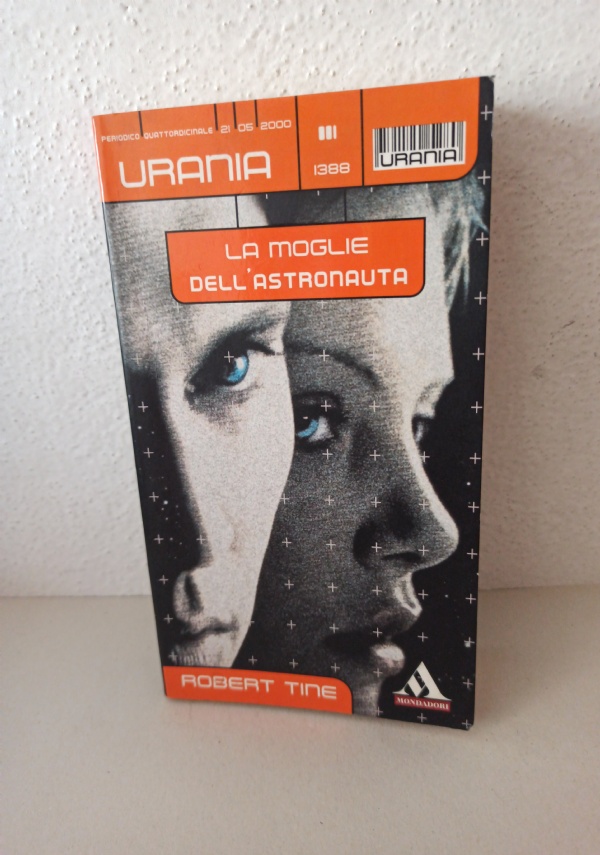 PERIODICO QUATTORDICINALE 21 05 2000
URANIA
1388
URANIA
LA MOGLIE
DELL'ASTRONAUTA
ROBERT TINE
MONDADORI